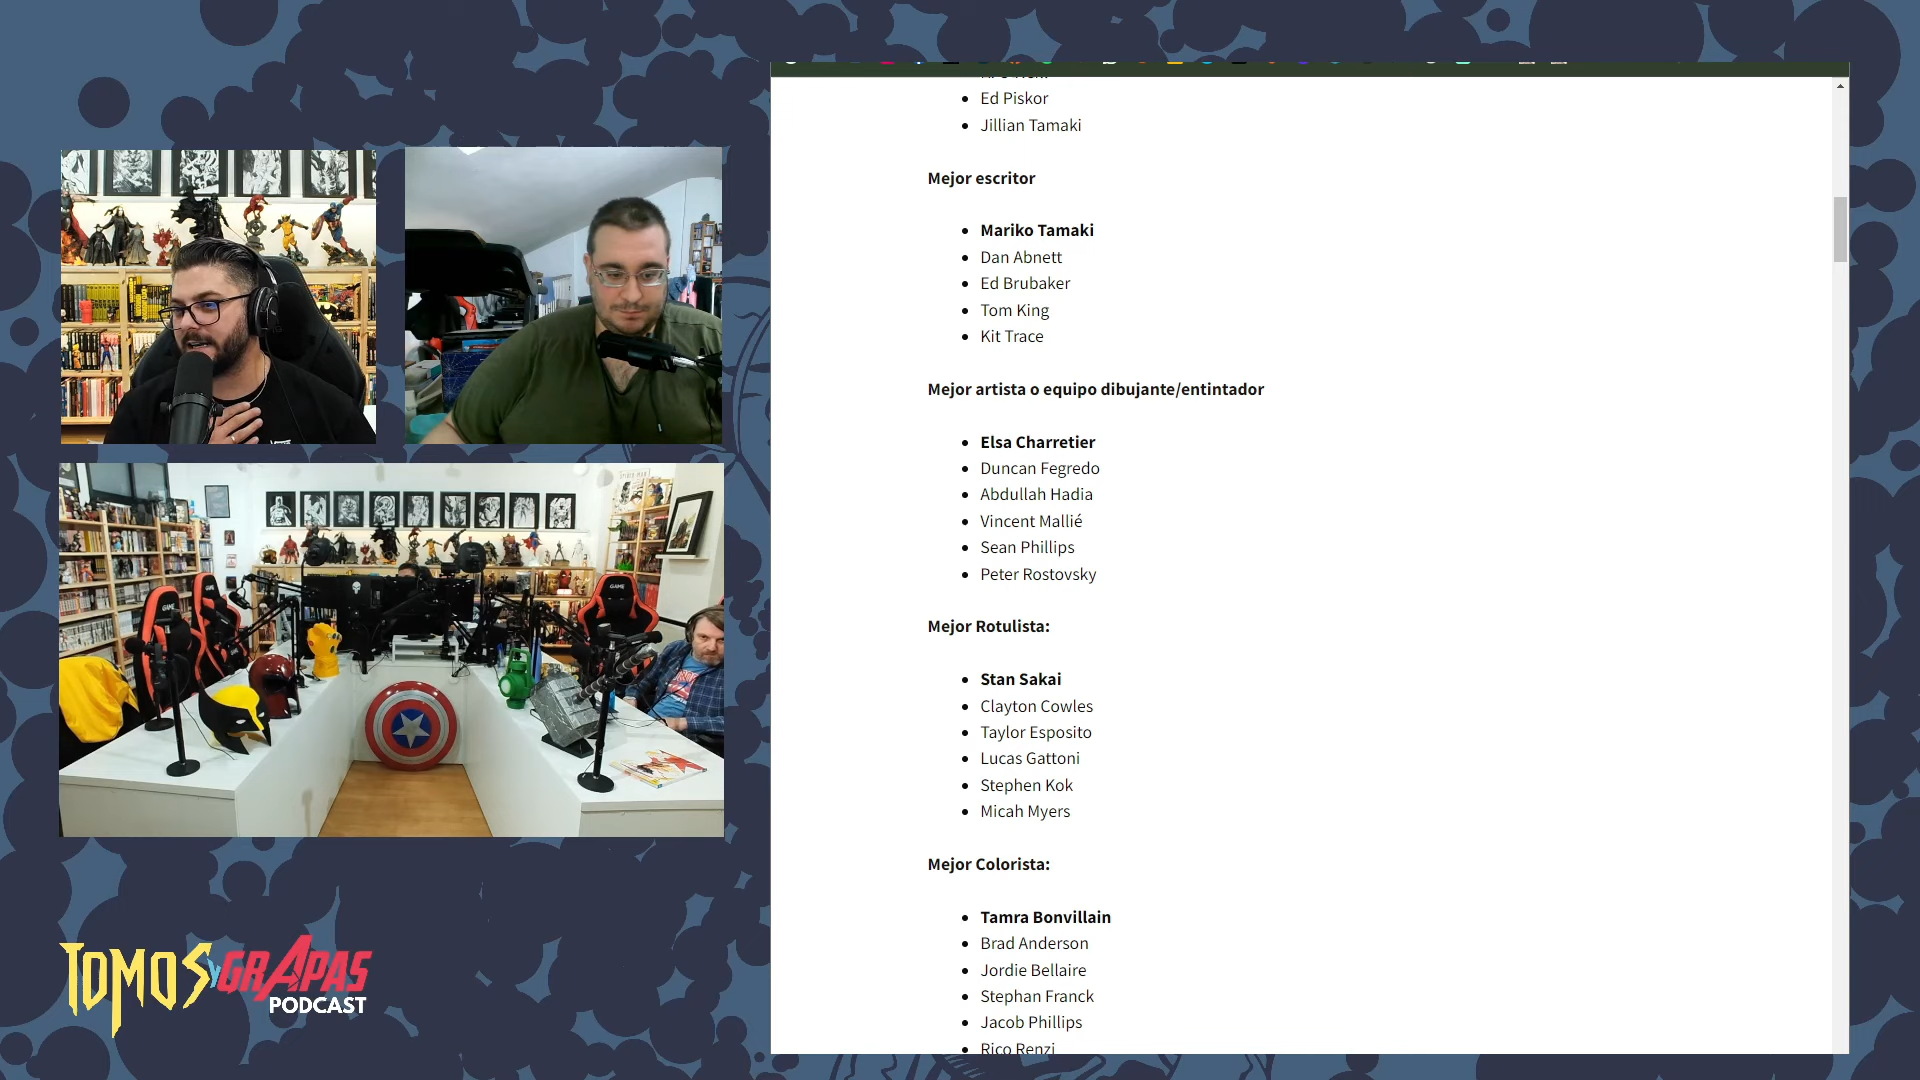 Ed Piskor
Jillian Tamaki
Mejor escritor
Mariko Tamaki
Dan Abnett
Ed Brubaker
Tom King
Kit Trace
Mejor artista o equipo dibujante/entintador
Elsa Charretier
Duncan Fegredo
Abdullah Hadia
Vincent Mallié
Sean Phillips
Peter Rostovsky
Mejor Rotulista:
Stan Sakai
Clayton Cowles
Taylor Esposito
Lucas Gattoni
Stephen Kok
Micah Myers
Mejor Colorista:
Tamra Bonvillain
Brad Anderson
Jordie Bellaire
Stephan Franck
Jacob Phillips
Rico Renzi
GAME
GAME
GAME
TOMOS y GRAPAS
PODCAST